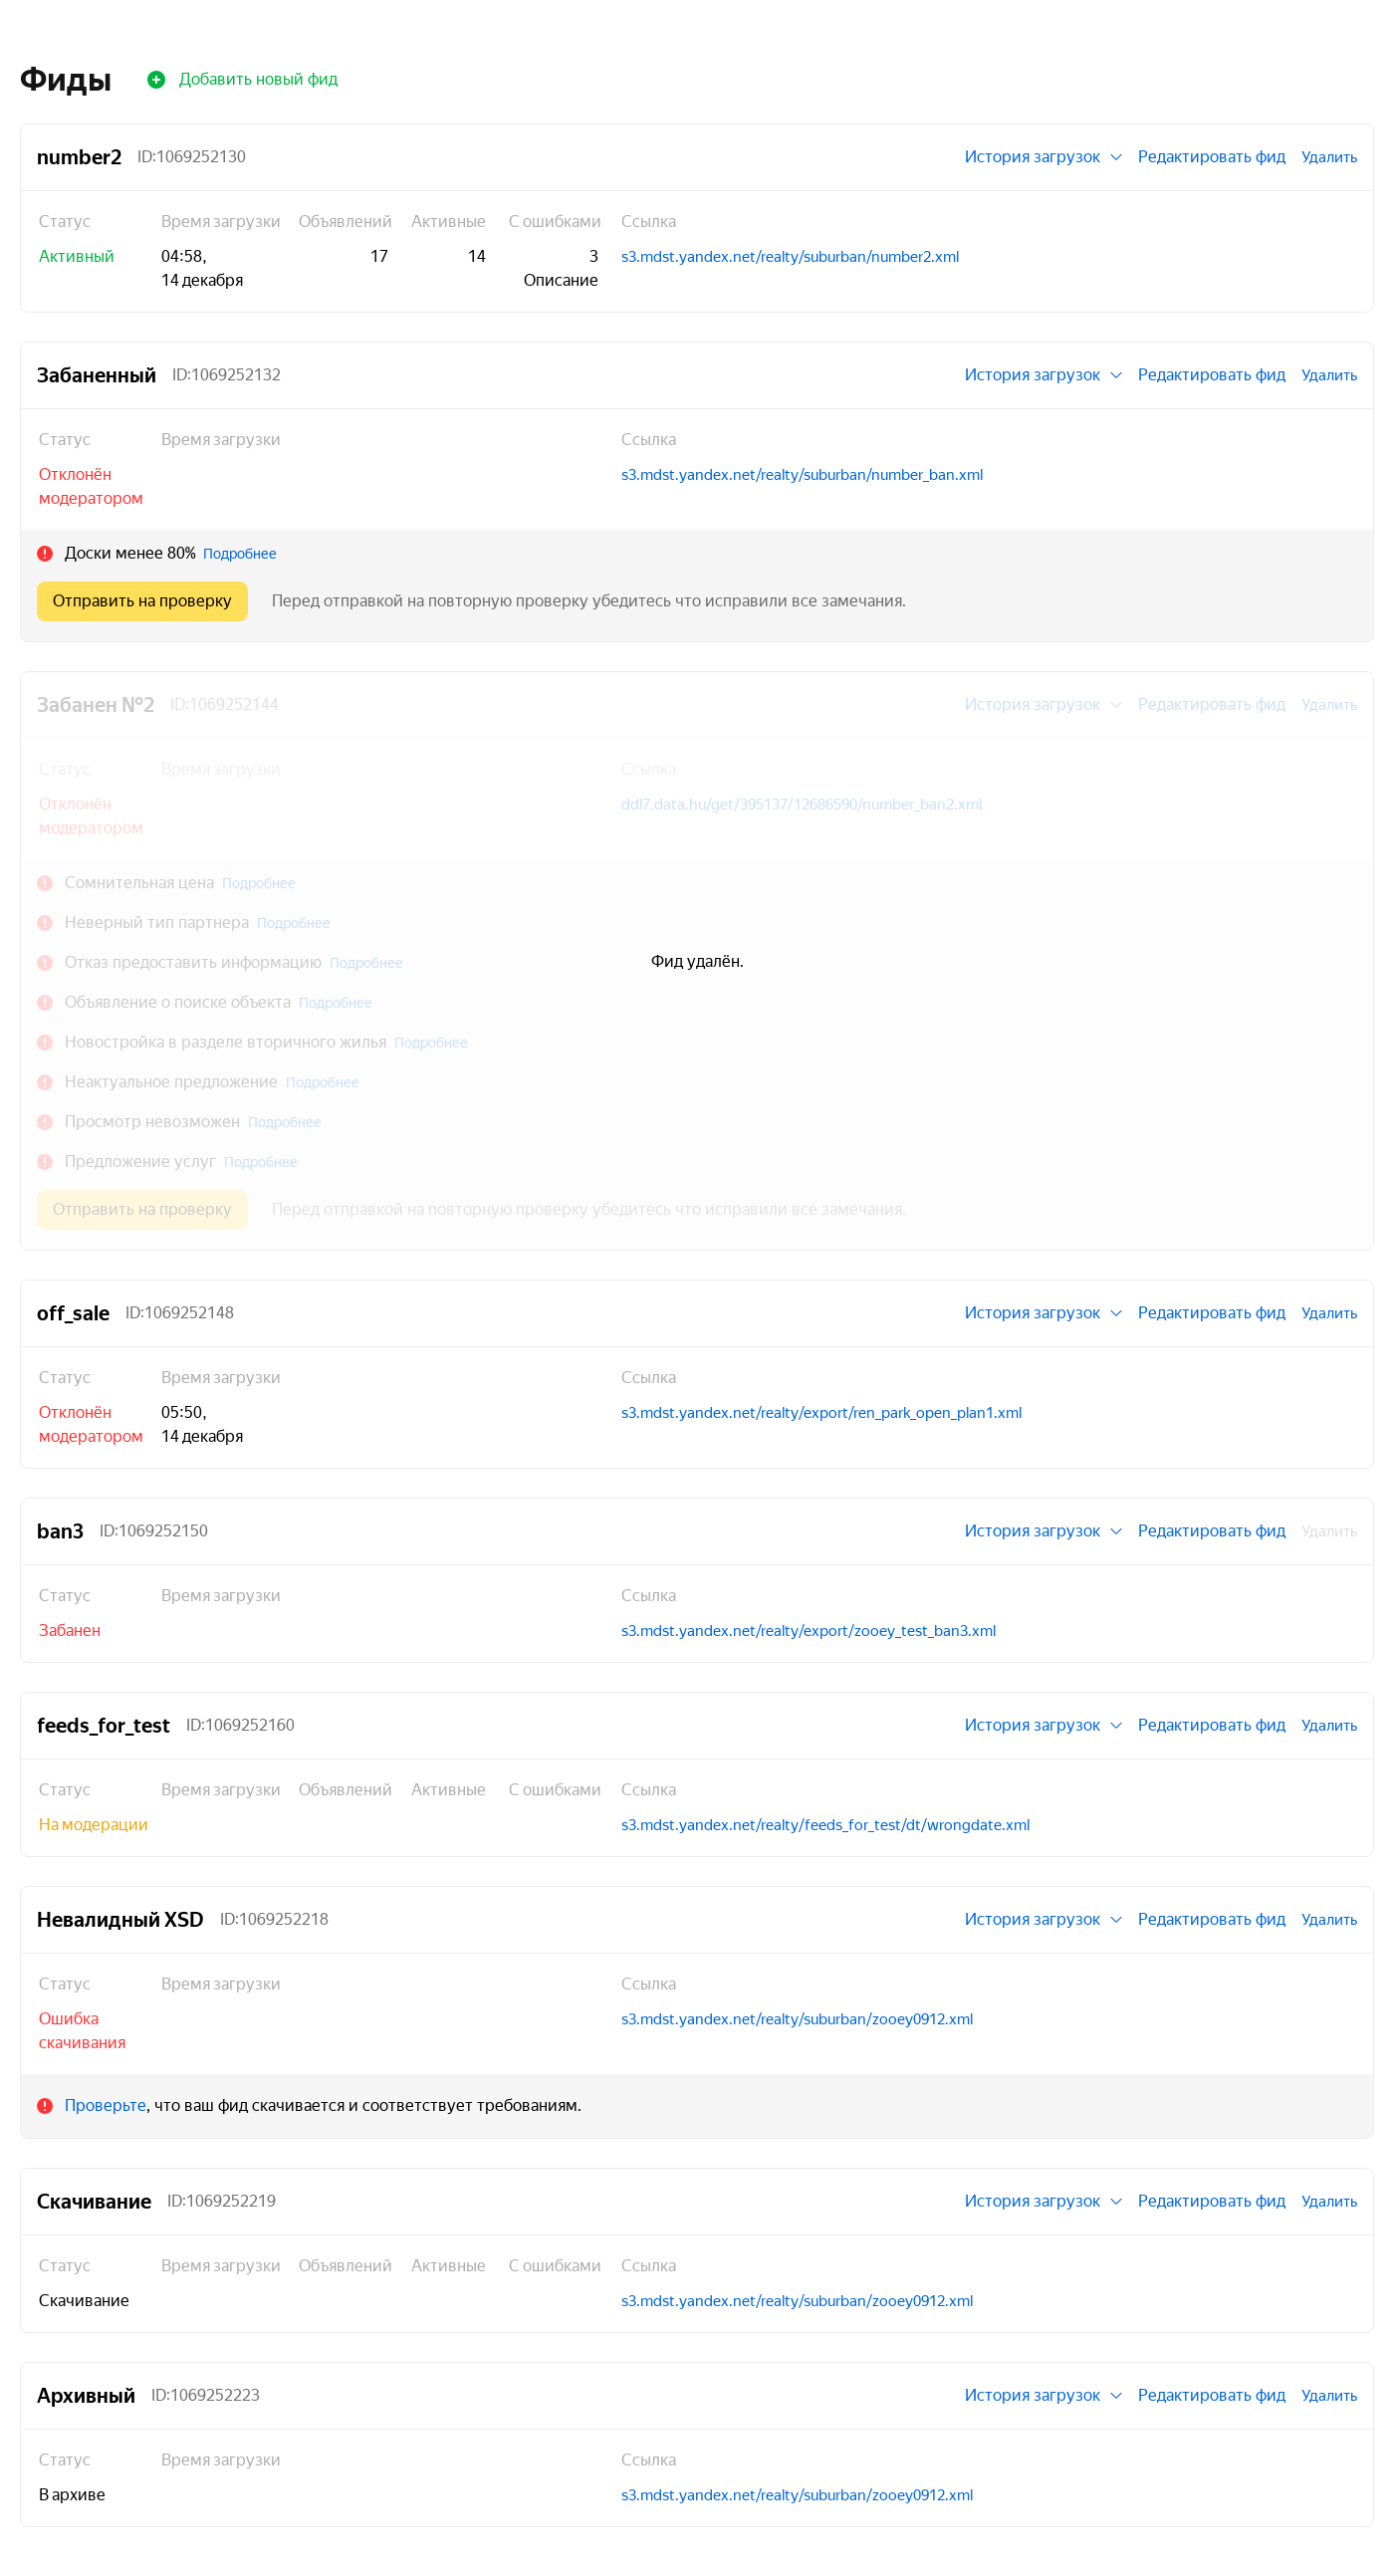 Фиды Добавить новый фид
number2 ID:1069252130 История загрузок Редактировать фид Удалить
Статус Время загрузки Объявлений Активные С ошибками Ссылка
Активный 04:58, 17 14 3 s3.mdst.yandex.net/realty/suburban/number2.xml
14 декабря Описание
Забаненный ID:1069252132 История загрузок Редактировать фид Удалить
Статус Время загрузки Ссылка
Отклонён s3.mdst.yandex.net/realty/suburban/number_ban.xml
модератором
Доски менее 80% Подробнее
Отправить на проверку Перед отправкой на повторную проверку убедитесь что исправили все замечания.
Забанен №2 ID:1069252144 История загрузок Редактировать фид Удалить
Статус Время загрузки Ссылка
Отклонён ddl7.data.hu/get/395137/12686590/number_ban2.xml
модератором
Сомнительная цена Подробнее
Неверный тип партнера Подробнее
Отказ предоставить информацию Подробнее Фид удалён.
Объявление о поиске объекта Подробнее
Новостройка в разделе вторичного жилья Подробнее
Неактуальное предложение Подробнее
Просмотр невозможен Подробнее
Предложение услуг Подробнее
Отправить на проверку Перед отправкой на повторную проверку убедитесь что исправили все замечания.
off_sale ID:1069252148 История загрузок Редактировать фид Удалить
Статус Время загрузки Ссылка
Отклонён 05:50, s3.mdst.yandex.net/realty/export/ren_park_open_plan1.xml
модератором 14 декабря
ban3 ID:1069252150 История загрузок Редактировать фид Удалить
Статус Время загрузки Ссылка
Забанен s3.mdst.yandex.net/realty/export/zooey_test_ban3.xml
feeds_for_test ID:1069252160 История загрузок Редактировать фид Удалить
Статус Время загрузки Объявлений Активные С ошибками Ссылка
На модерации s3.mdst.yandex.net/realty/feeds_for_test/dt/wrongdate.xml
Невалидный XSD ID:1069252218 История загрузок Редактировать фид Удалить
Статус Время загрузки Ссылка
Ошибка s3.mdst.yandex.net/realty/suburban/zooey0912.xml
скачивания
Проверьте, что ваш фид скачивается и соответствует требованиям.
Скачивание ID:1069252219 История загрузок Редактировать фид Удалить
Статус Время загрузки Объявлений Активные С ошибками Ссылка
Скачивание s3.mdst.yandex.net/realty/suburban/zooey0912.xml
Архивный ID:1069252223 История загрузок Редактировать фид Удалить
Статус Время загрузки Ссылка
В архиве s3.mdst.yandex.net/realty/suburban/zooey0912.xml